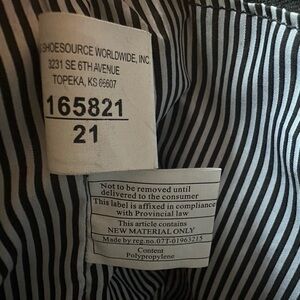 SHOESOURCE WORLDWIDE, INC.
3231 SE 6TH AVENUE
TOPEKA, KS 66607
165821
21
Not to be removed until
delivered to the consumer
This label is affixed in compliance
with Provincial law
This article contains
NEW MATERIAL ONLY
Made by reg.no.07T-01963215
Content
Polypropylene